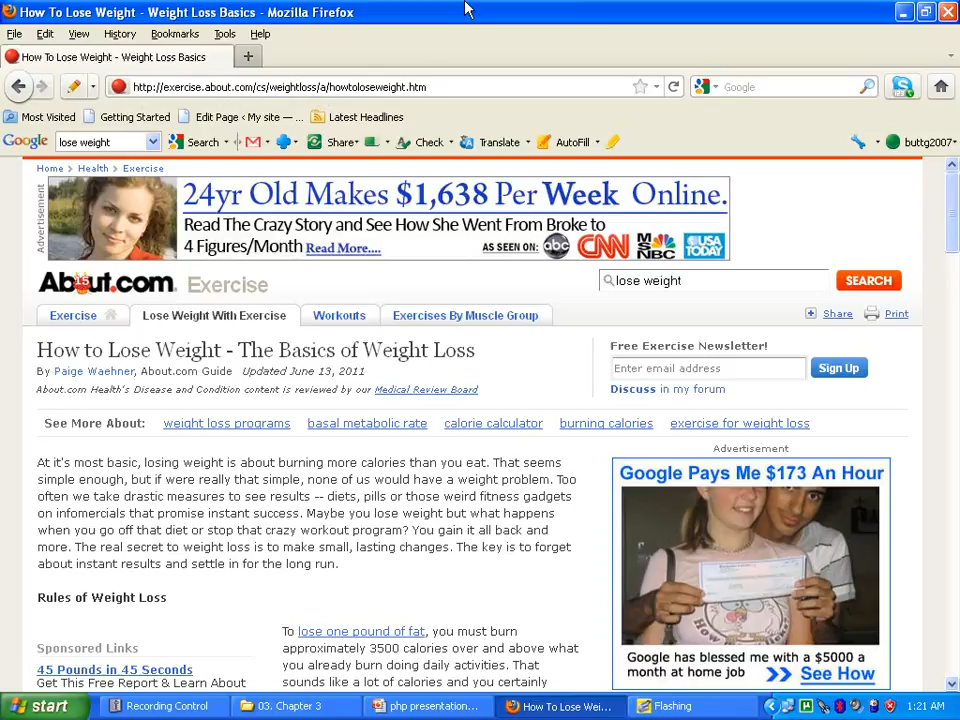 How To Lose Weight - Weight Loss Basics - Mozilla Firefox
File Edit View History Bookmarks Tools Help
How To Lose Weight - Weight Loss Basics
http://exercise.about.com/cs/weightloss/a/howtoloseweight.htm
Google
Most Visited Getting Started Edit Page < My site — ... Latest Headlines
Google lose weight Search Share Check Translate AutoFill buttg2007
Home > Health > Exercise
Advertisement
24yr Old Makes $1,638 Per Week Online.
Read The Crazy Story and See How She Went From Broke to
4 Figures/Month Read More....
AS SEEN ON: abc CNN MSNBC USA TODAY
About.com Exercise
lose weight SEARCH
Exercise Lose Weight With Exercise Workouts Exercises By Muscle Group
Share Print
How to Lose Weight - The Basics of Weight Loss
By Paige Waehner, About.com Guide Updated June 13, 2011
About.com Health's Disease and Condition content is reviewed by our Medical Review Board
Free Exercise Newsletter!
Enter email address Sign Up
Discuss in my forum
See More About: weight loss programs basal metabolic rate calorie calculator burning calories exercise for weight loss
At it's most basic, losing weight is about burning more calories than you eat. That seems
simple enough, but if were really that simple, none of us would have a weight problem. Too
often we take drastic measures to see results -- diets, pills or those weird fitness gadgets
on infomercials that promise instant success. Maybe you lose weight but what happens
when you go off that diet or stop that crazy workout program? You gain it all back and
more. The real secret to weight loss is to make small, lasting changes. The key is to forget
about instant results and settle in for the long run.
Rules of Weight Loss
Sponsored Links
45 Pounds in 45 Seconds
Get This Free Report & Learn About
To lose one pound of fat, you must burn
approximately 3500 calories over and above what
you already burn doing daily activities. That
sounds like a lot of calories and you certainly
Advertisement
Google Pays Me $173 An Hour
Google has blessed me with a $5000 a
month at home job
>> See How
start Recording Control 03. Chapter 3 php presentation... How To Lose Wei... Flashing 1:21 AM